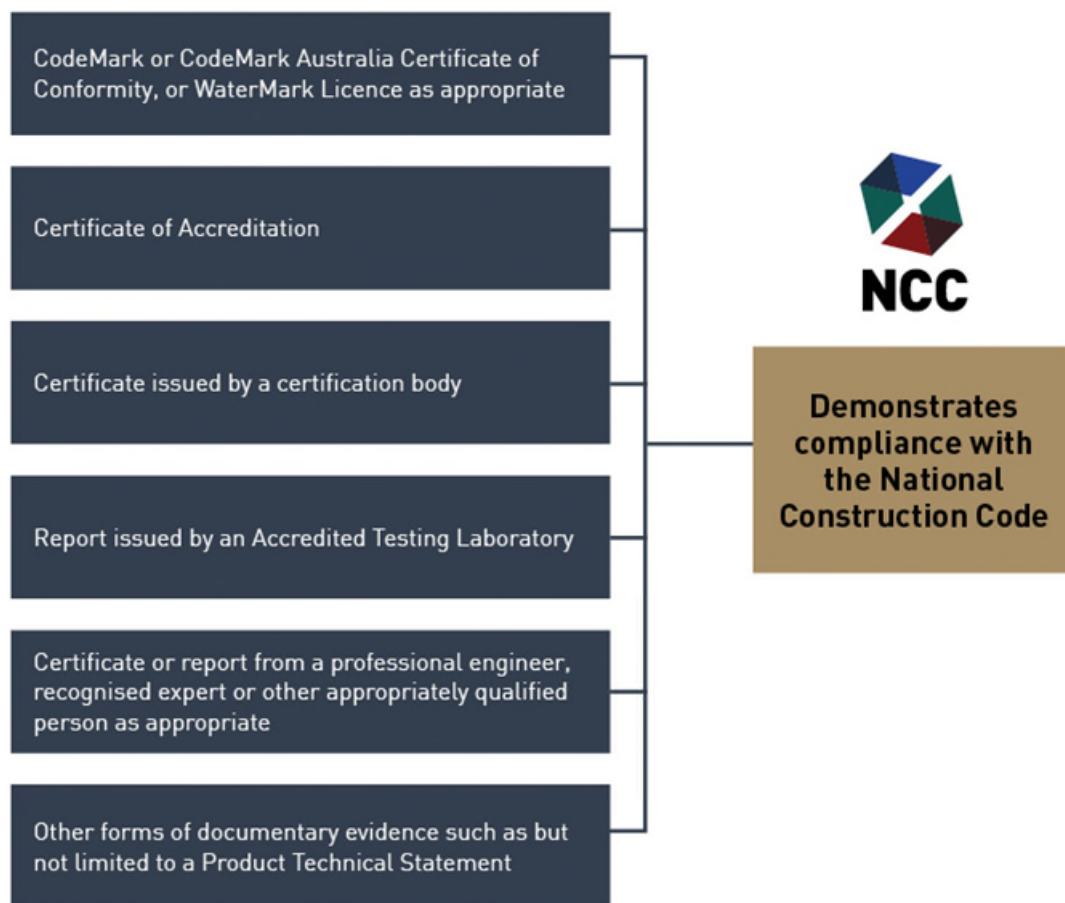 CodeMark or CodeMark Australia Certificate of
Conformity, or WaterMark Licence as appropriate
Certificate of Accreditation
Certificate issued by a certification body
Report issued by an Accredited Testing Laboratory
Certificate or report from a professional engineer,
recognised expert or other appropriately qualified
person as appropriate
Other forms of documentary evidence such as but
not limited to a Product Technical Statement
NCC
Demonstrates
compliance with
the National
Construction Code